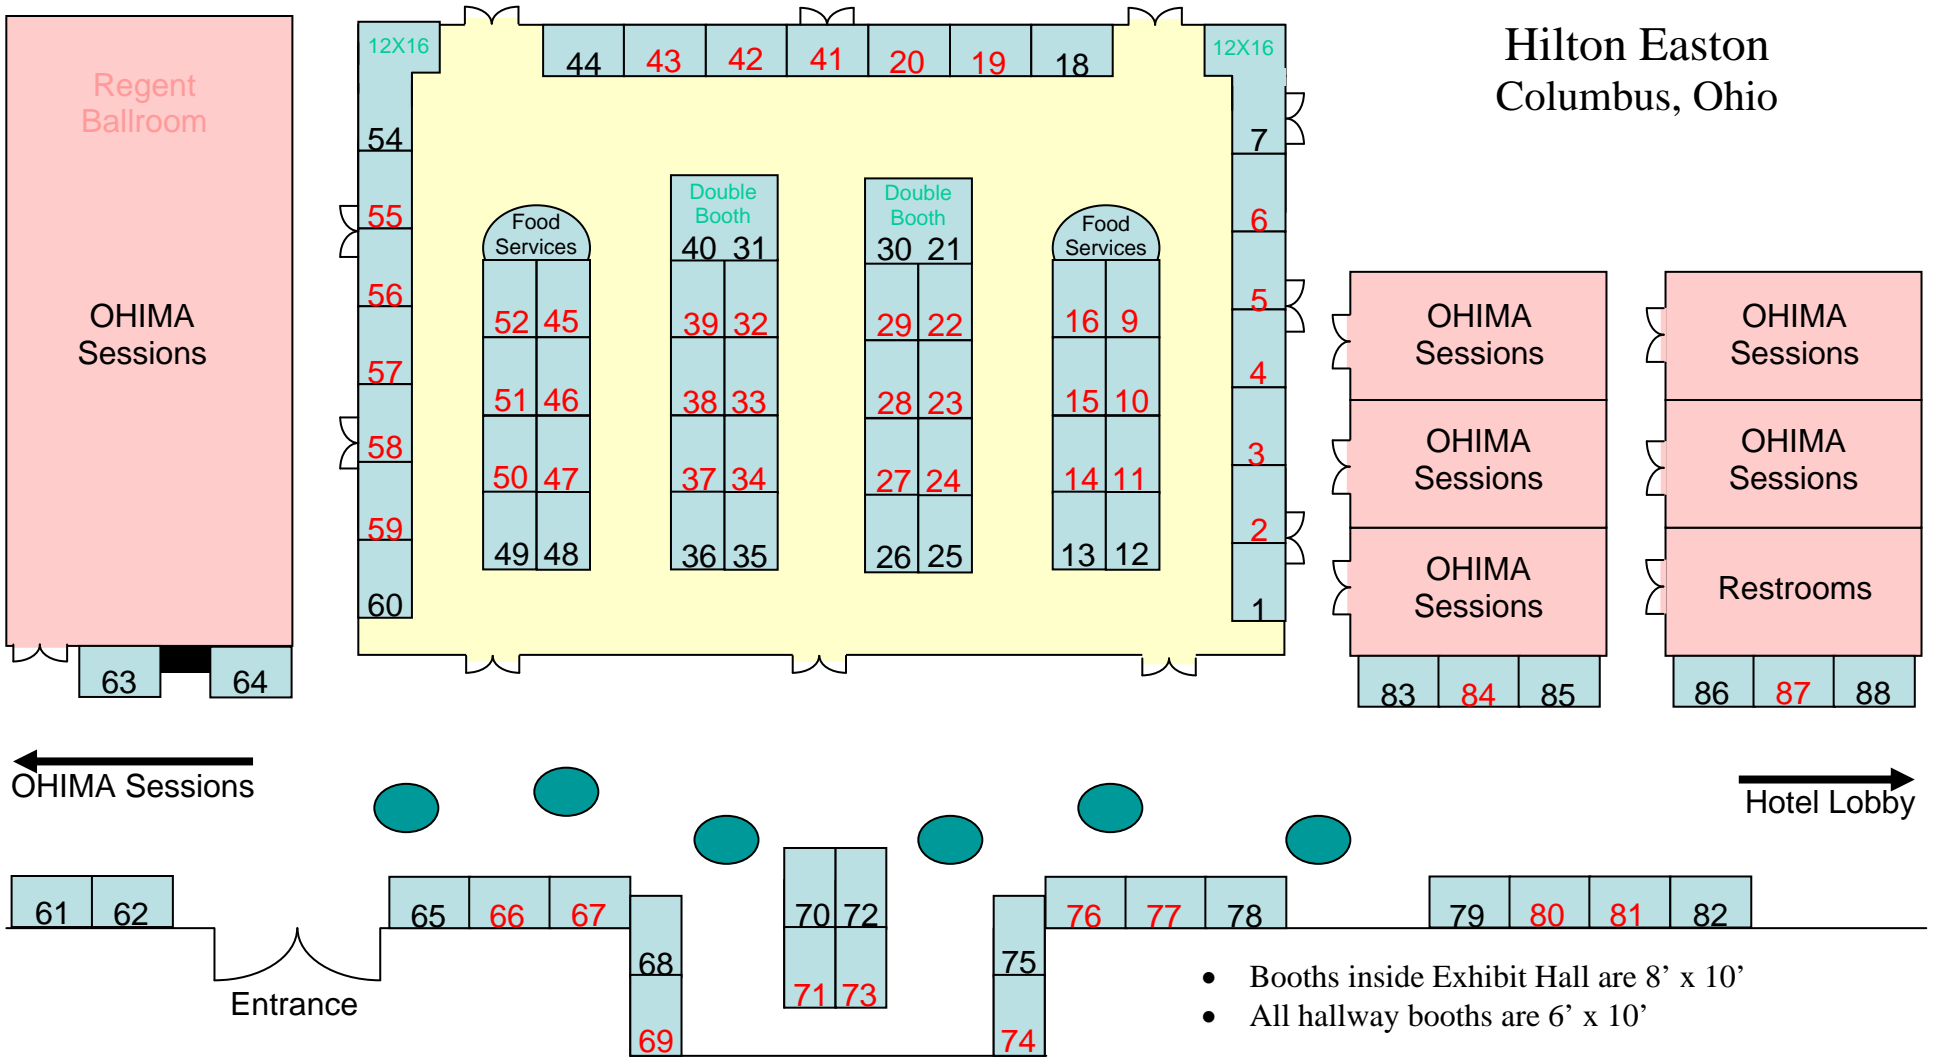 Hilton Easton
Columbus, Ohio
Regent
Ballroom
OHIMA
Sessions
12X16
44 43 42 41 20 19 18
12X16
54
55
56
57
58
59
60
Food
Services
52 45
51 46
50 47
49 48
Double
Booth
40 31
39 32
38 33
37 34
36 35
Double
Booth
30 21
29 22
28 23
27 24
26 25
Food
Services
16 9
15 10
14 11
13 12
7
6
5
4
3
2
1
OHIMA
Sessions
OHIMA
Sessions
OHIMA
Sessions
OHIMA
Sessions
OHIMA
Sessions
Restrooms
63 64
83 84 85
86 87 88
OHIMA Sessions
Hotel Lobby
61 62
Entrance
65 66 67
68
69
70 72
71 73
75
74
76 77 78
79 80 81 82
• Booths inside Exhibit Hall are 8’ x 10’
• All hallway booths are 6’ x 10’